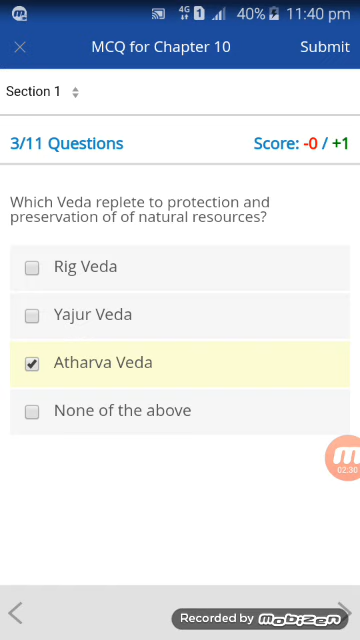 4G 1 40% 11:40 pm
× MCQ for Chapter 10 Submit
Section 1
3/11 Questions Score: -0 / +1
Which Veda replete to protection and
preservation of of natural resources?
Rig Veda
Yajur Veda
Atharva Veda
None of the above
m
02:30
Recorded by mobizen